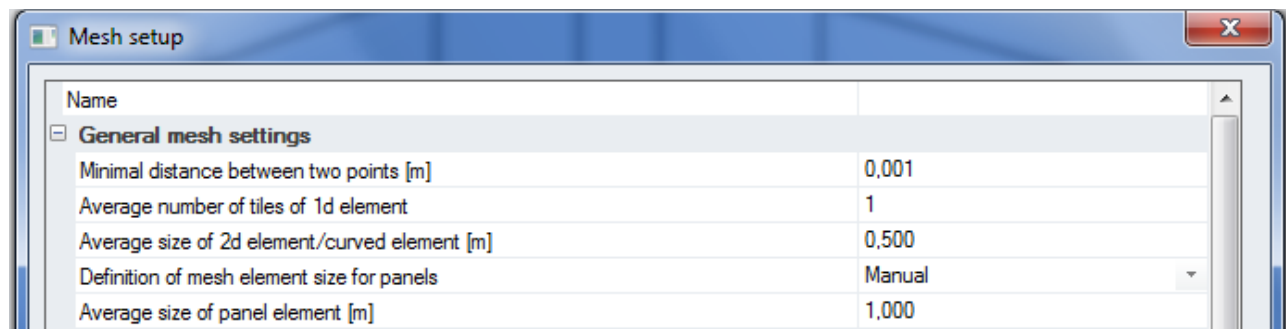 Mesh setup
Name
General mesh settings
Minimal distance between two points [m] 0,001
Average number of tiles of 1d element 1
Average size of 2d element/curved element [m] 0,500
Definition of mesh element size for panels Manual
Average size of panel element [m] 1,000